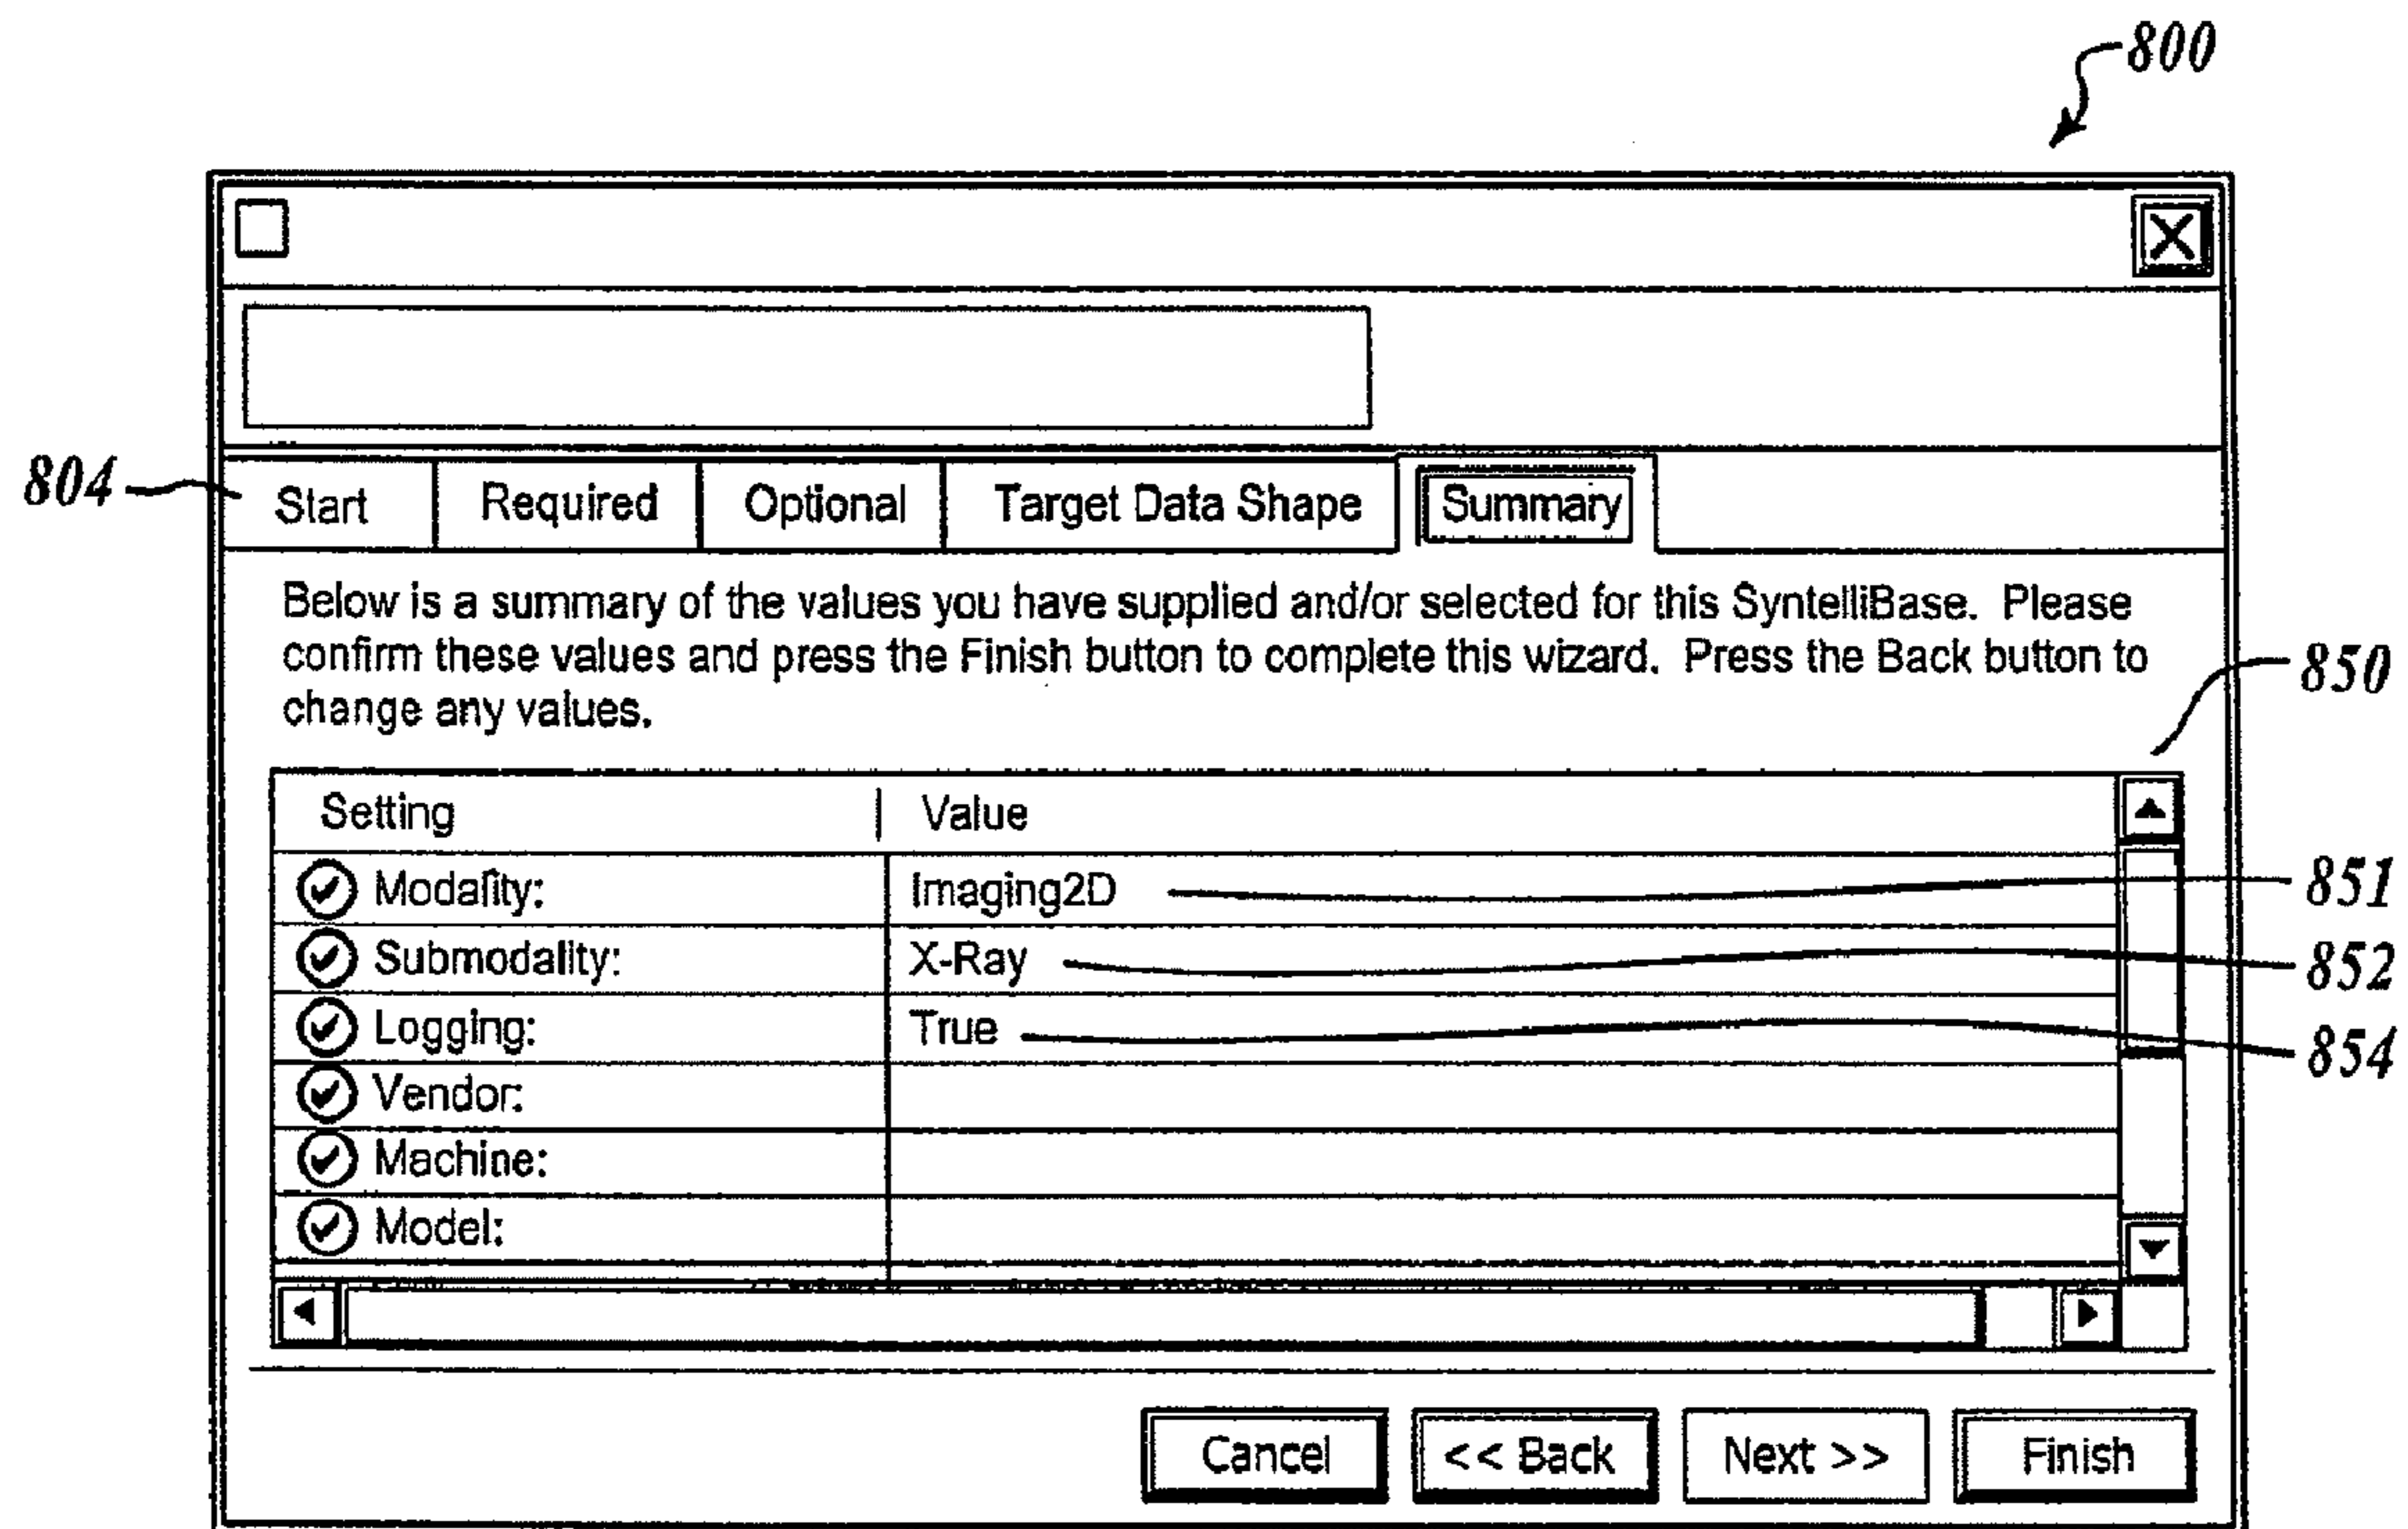 800
804
Start Required Optional Target Data Shape Summary
Below is a summary of the values you have supplied and/or selected for this SyntelliBase. Please
confirm these values and press the Finish button to complete this wizard. Press the Back button to
change any values.
850
Setting Value
Modality: Imaging2D 851
Submodality: X-Ray 852
Logging: True 854
Vendor:
Machine:
Model:
Cancel << Back Next >> Finish